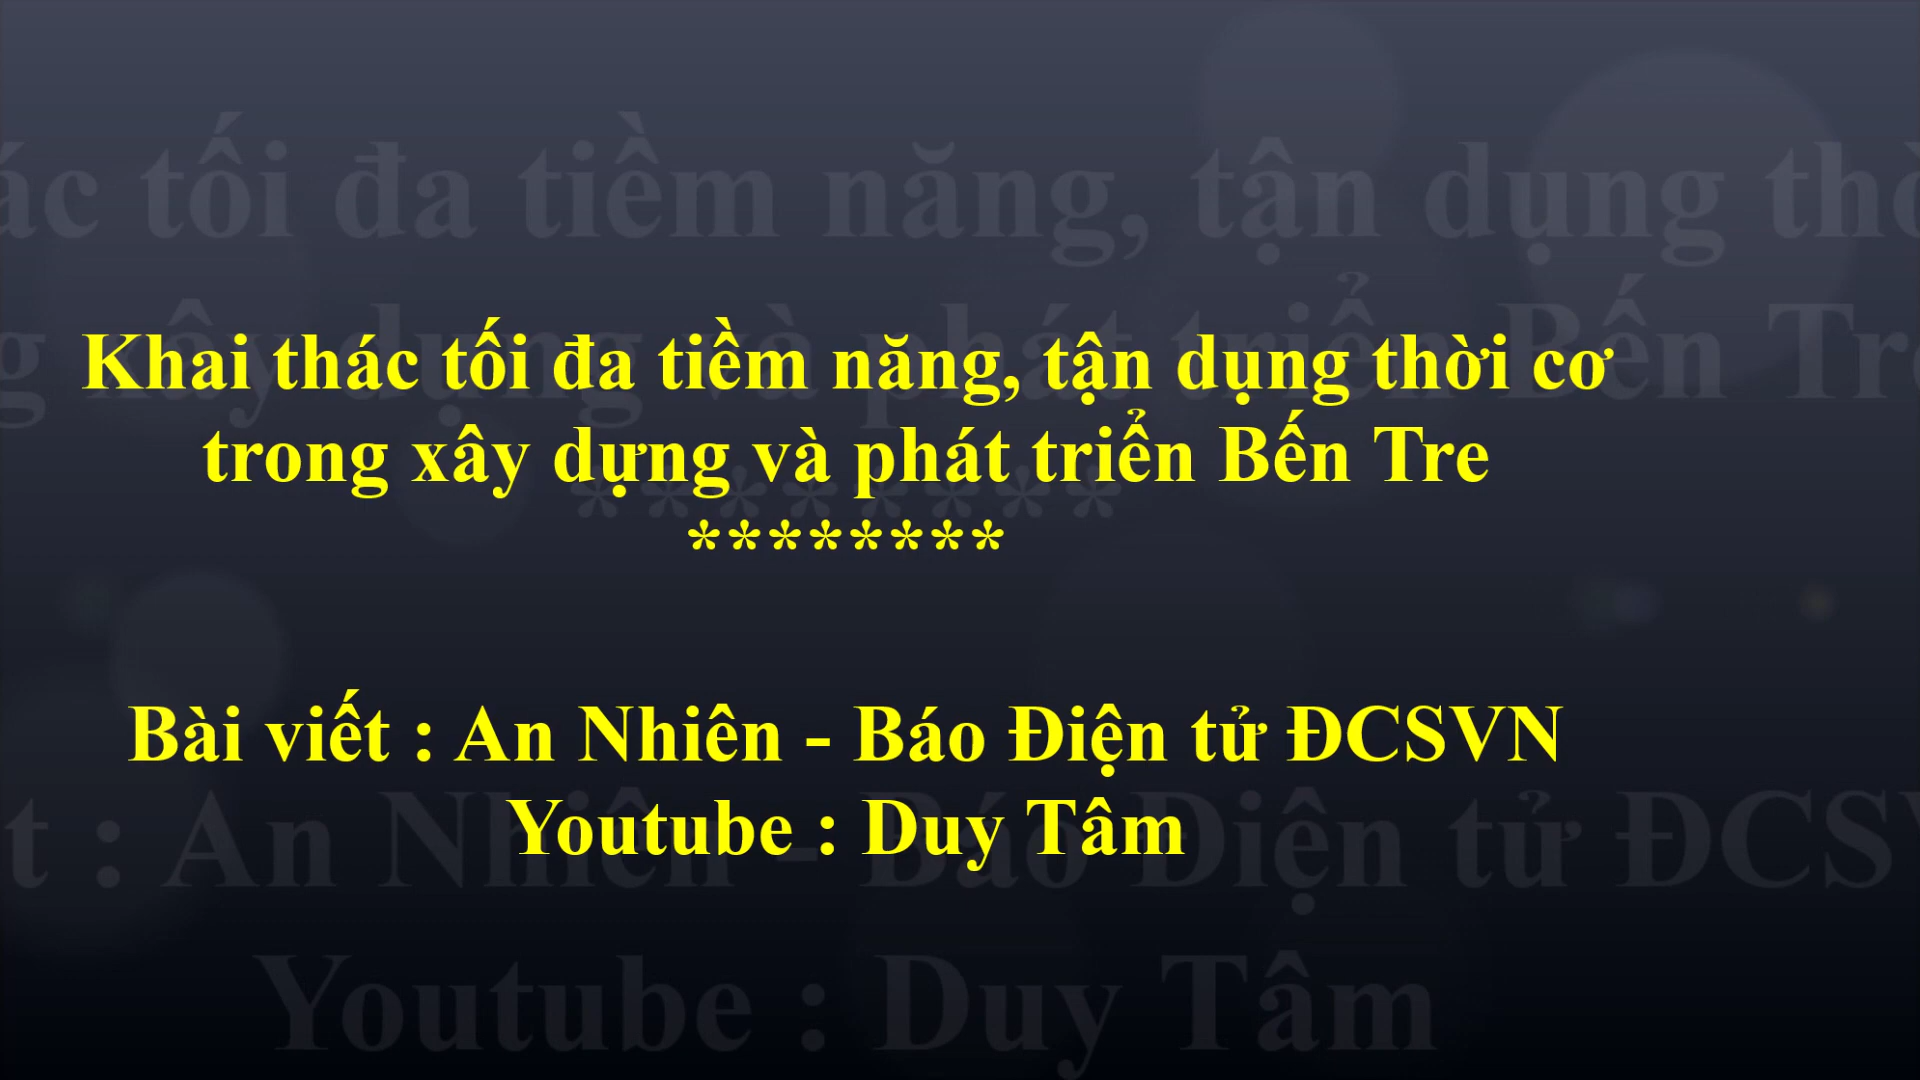 Khai thác tối đa tiềm năng, tận dụng thời cơ
trong xây dựng và phát triển Bến Tre
********
Bài viết : An Nhiên - Báo Điện tử ĐCSVN
Youtube : Duy Tâm